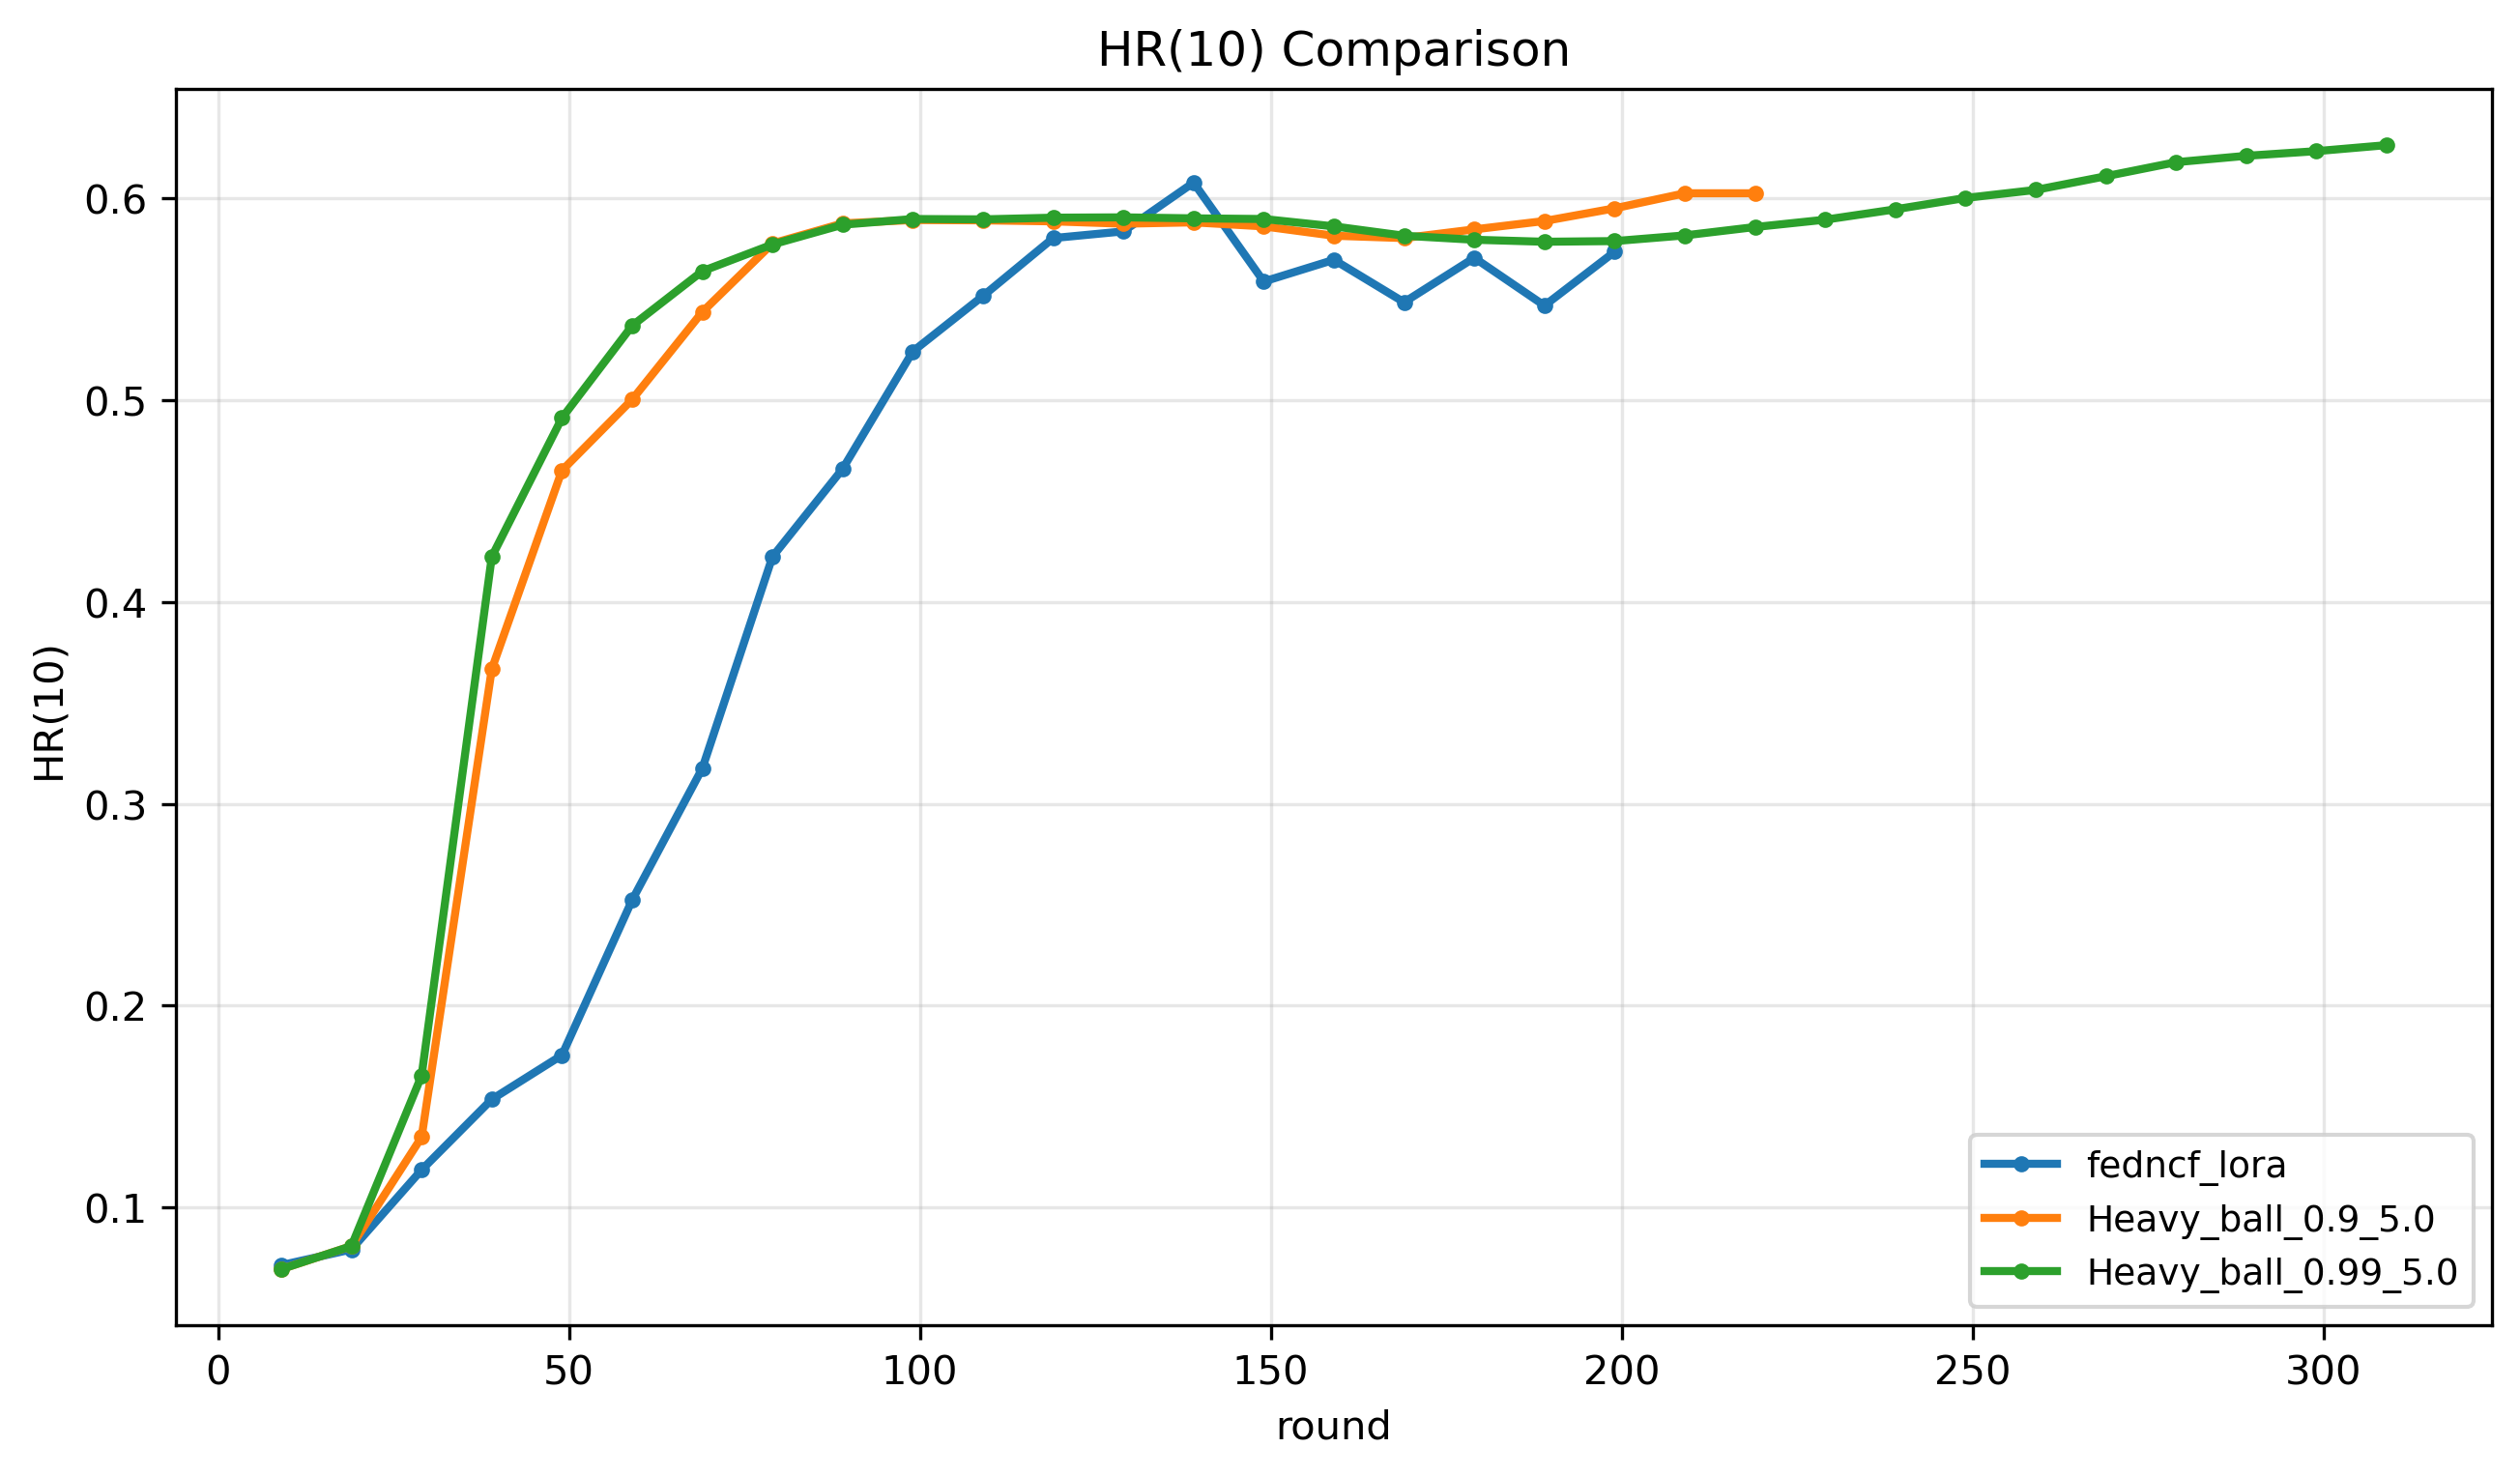 HR(10) Comparison
HR(10)
0.6
0.5
0.4
0.3
0.2
0.1
0 50 100 150 200 250 300
round
fedncf_lora
Heavy_ball_0.9_5.0
Heavy_ball_0.99_5.0